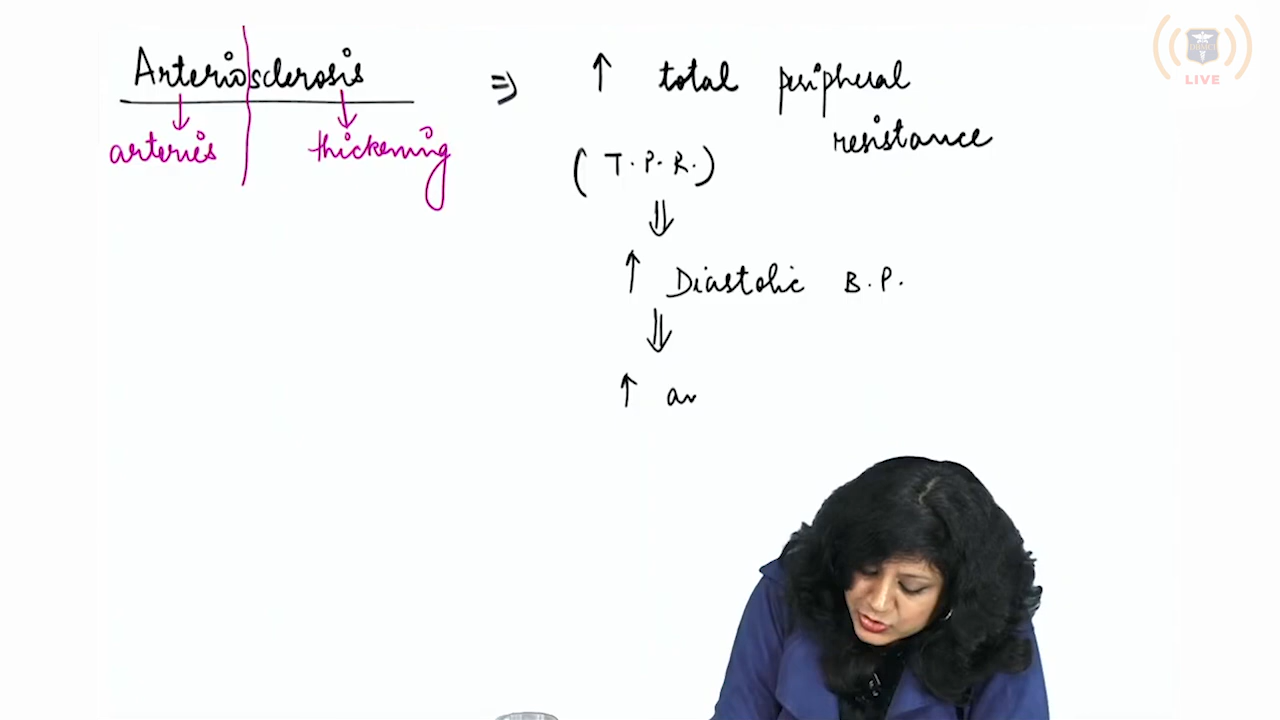 Arteriosclerosis ⇒ ↑ total peripheral
resistance
arteries thickening
(T.P.R.)
⇓
↑ Diastolic B.P.
⇓
↑ ar
LIVE